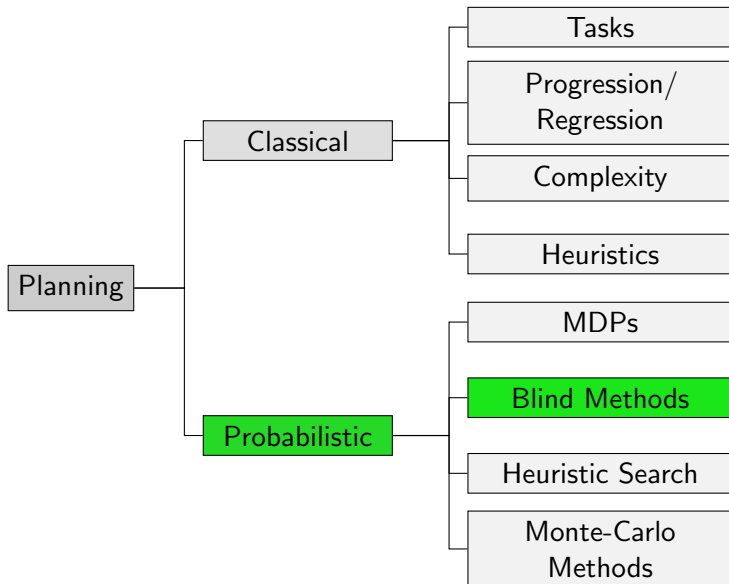 Tasks
Progression/
Regression
Classical
Complexity
Heuristics
Planning
MDPs
Blind Methods
Probabilistic
Heuristic Search
Monte-Carlo
Methods